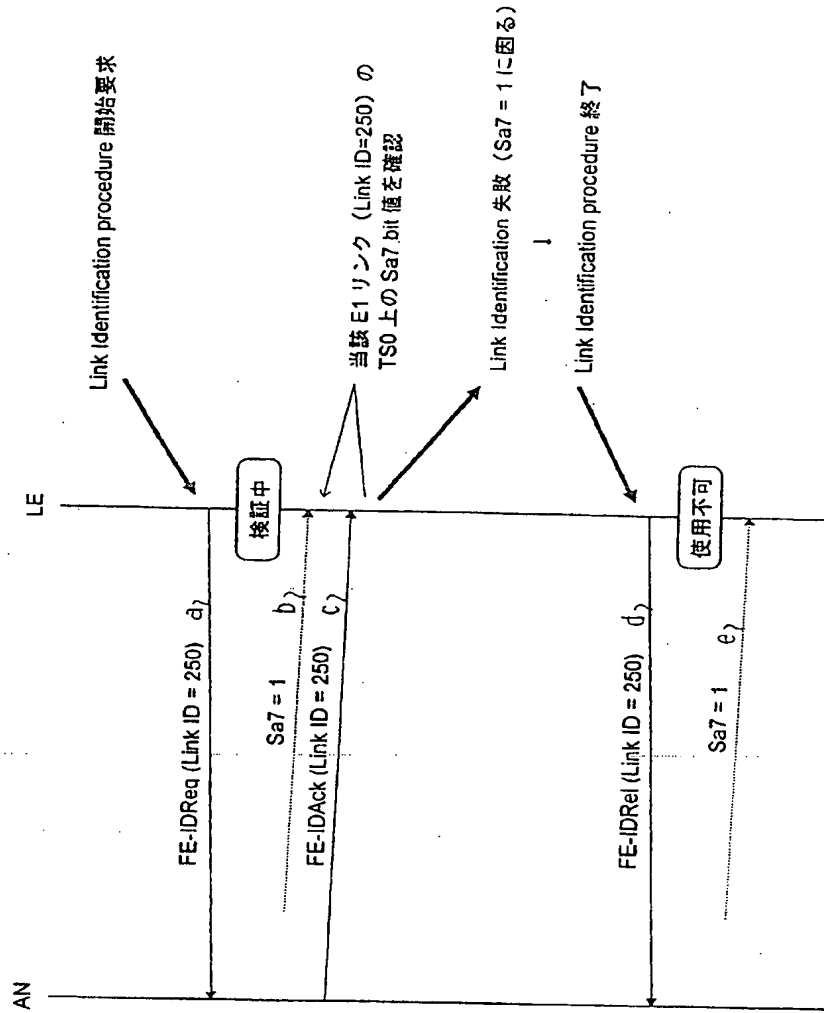 AN
LE
Link Identification procedure 開始要求
FE-IDReq (Link ID = 250) a
検証中
Sa7 = 1 b
FE-IDAck (Link ID = 250) c
当該 E1 リンク (Link ID=250) の
TS0 上の Sa7 bit 値を確認
Link Identification 失敗 (Sa7 = 1 に因る)
↓
Link Identification procedure 終了
FE-IDRel (Link ID = 250) d
使用不可
Sa7 = 1 e